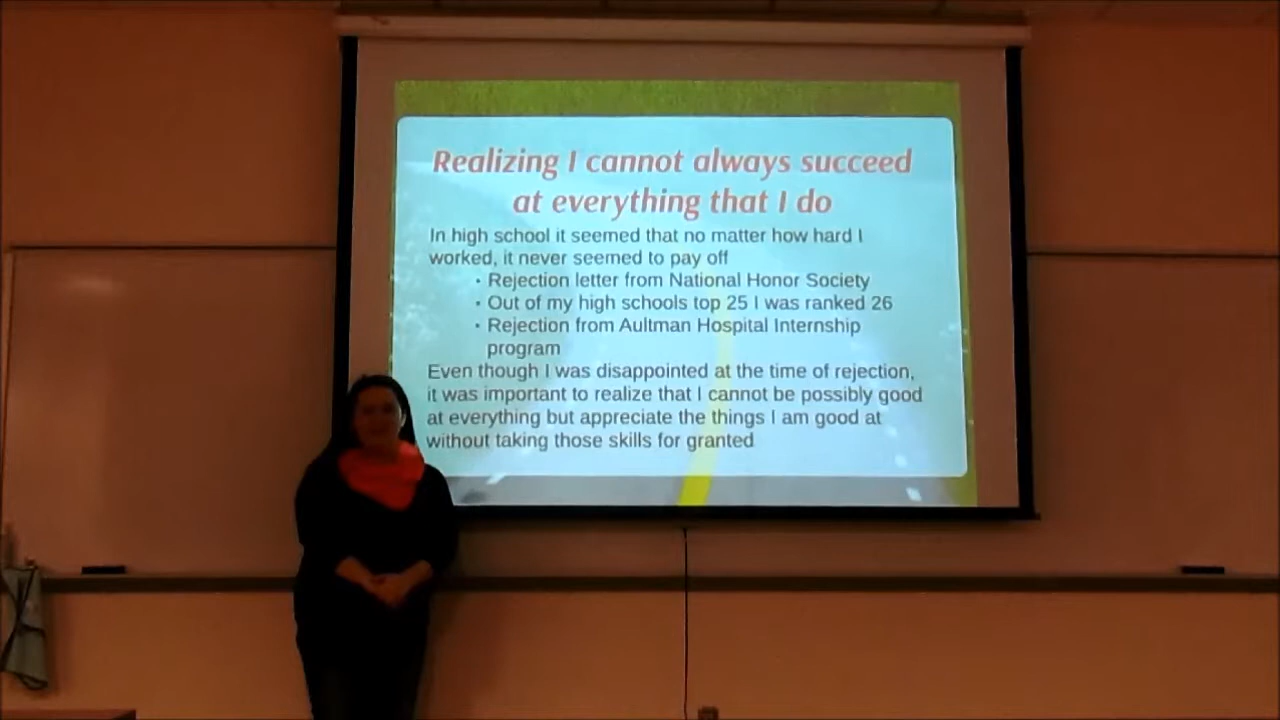 Realizing I cannot always succeed
at everything that I do
In high school it seemed that no matter how hard I
worked, it never seemed to pay off
· Rejection letter from National Honor Society
· Out of my high schools top 25 I was ranked 26
· Rejection from Aultman Hospital Internship
program
Even though I was disappointed at the time of rejection,
it was important to realize that I cannot be possibly good
at everything but appreciate the things I am good at
without taking those skills for granted